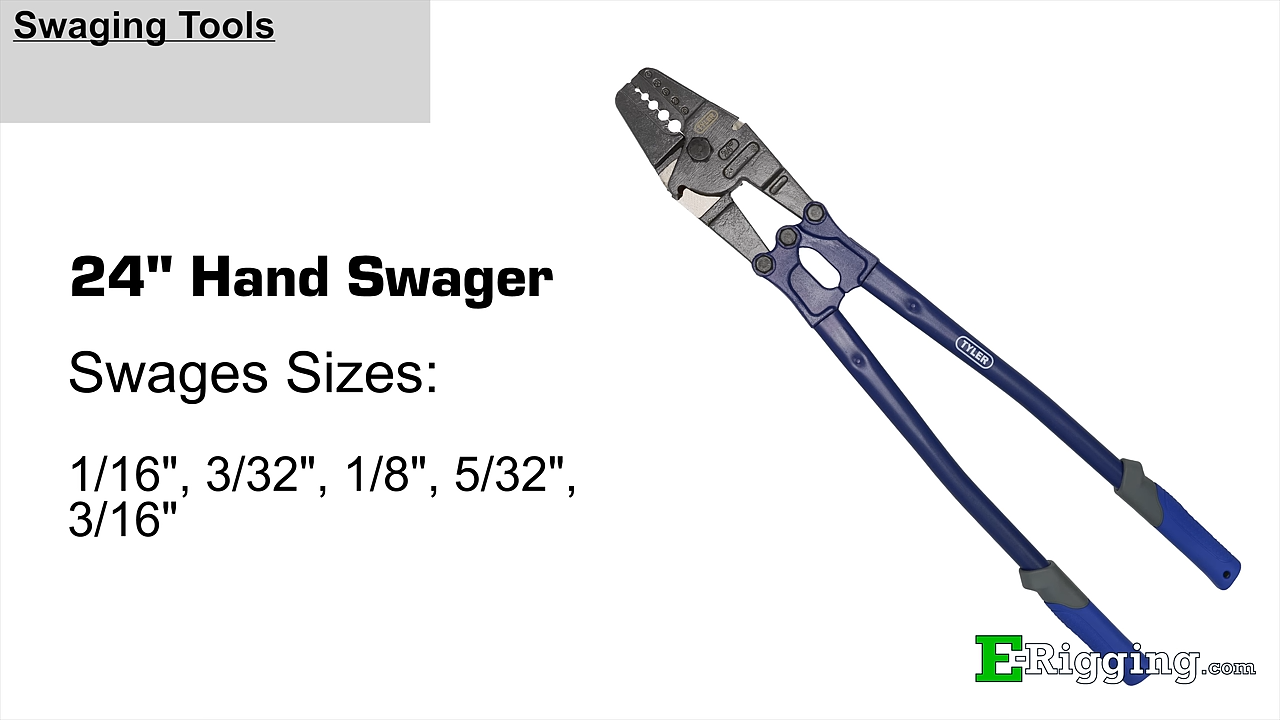 Swaging Tools
24" Hand Swager
Swages Sizes:
1/16", 3/32", 1/8", 5/32",
3/16"
TYLER
TYLER
E-Rigging.com